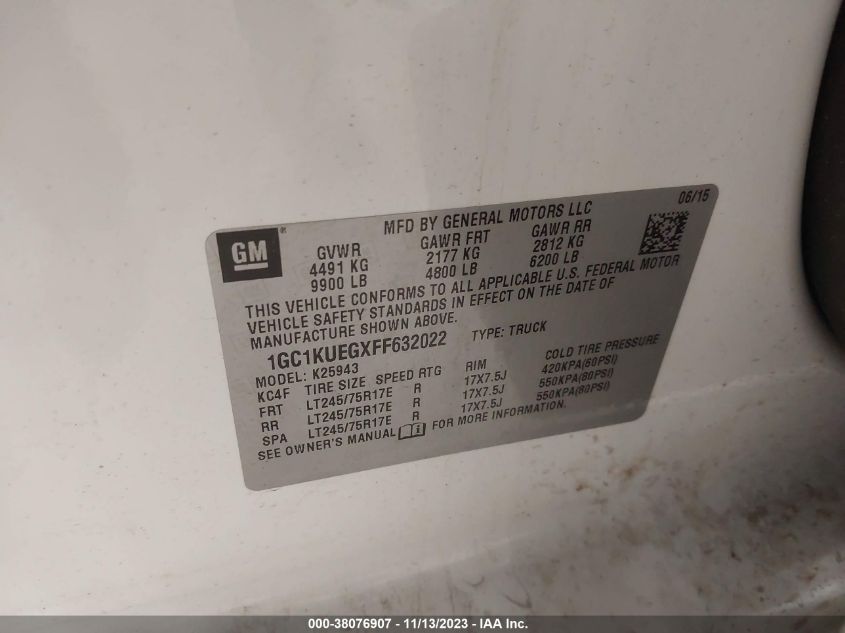 06/15
MFD BY GENERAL MOTORS LLC
GM®
GVWR GAWR FRT GAWR RR
4491 KG 2177 KG 2812 KG
9900 LB 4800 LB 6200 LB
THIS VEHICLE CONFORMS TO ALL APPLICABLE U.S. FEDERAL MOTOR
VEHICLE SAFETY STANDARDS IN EFFECT ON THE DATE OF
MANUFACTURE SHOWN ABOVE.
1GC1KUEGXFF632022 TYPE: TRUCK
MODEL: K25943
KC4F TIRE SIZE SPEED RTG RIM COLD TIRE PRESSURE
FRT LT245/75R17E R 17X7.5J 420KPA(60PSI)
RR LT245/75R17E R 17X7.5J 550KPA(80PSI)
SPA LT245/75R17E R 17X7.5J 550KPA(80PSI)
SEE OWNER'S MANUAL FOR MORE INFORMATION.
000-38076907 - 11/13/2023 - IAA Inc.